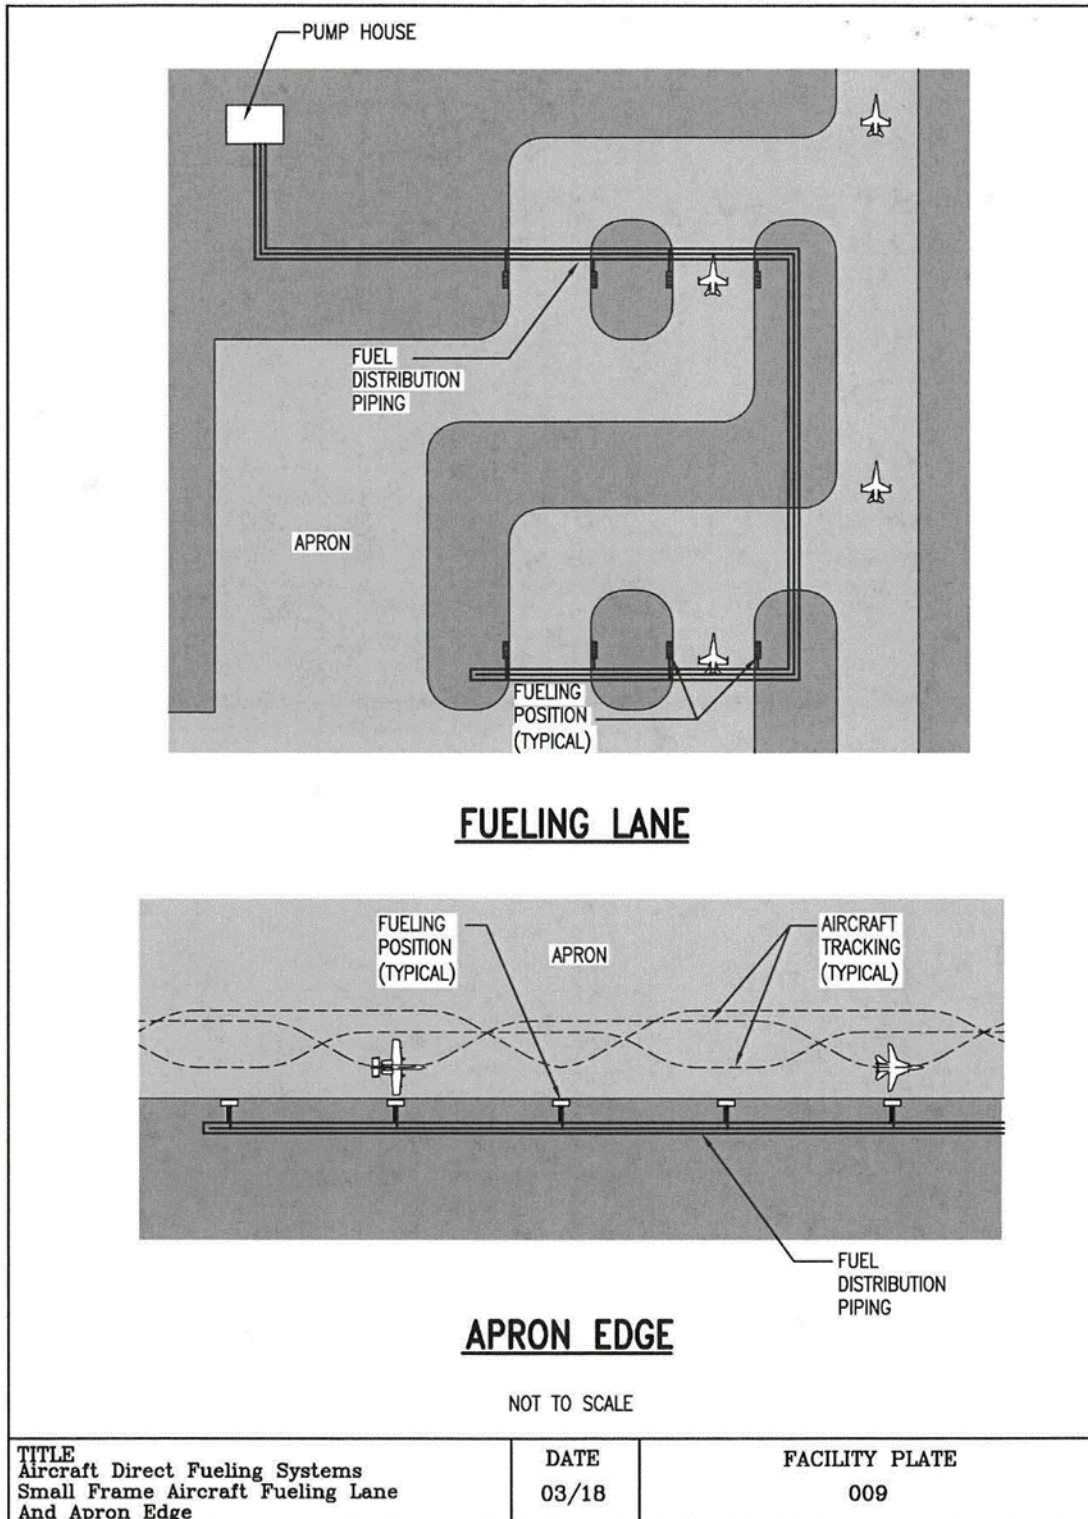 PUMP HOUSE
FUEL
DISTRIBUTION
PIPING
APRON
FUELING
POSITION
(TYPICAL)
FUELING LANE
FUELING
POSITION
(TYPICAL)
APRON
AIRCRAFT
TRACKING
(TYPICAL)
FUEL
DISTRIBUTION
PIPING
APRON EDGE
NOT TO SCALE
TITLE
Aircraft Direct Fueling Systems
Small Frame Aircraft Fueling Lane
And Apron Edge
DATE
03/18
FACILITY PLATE
009